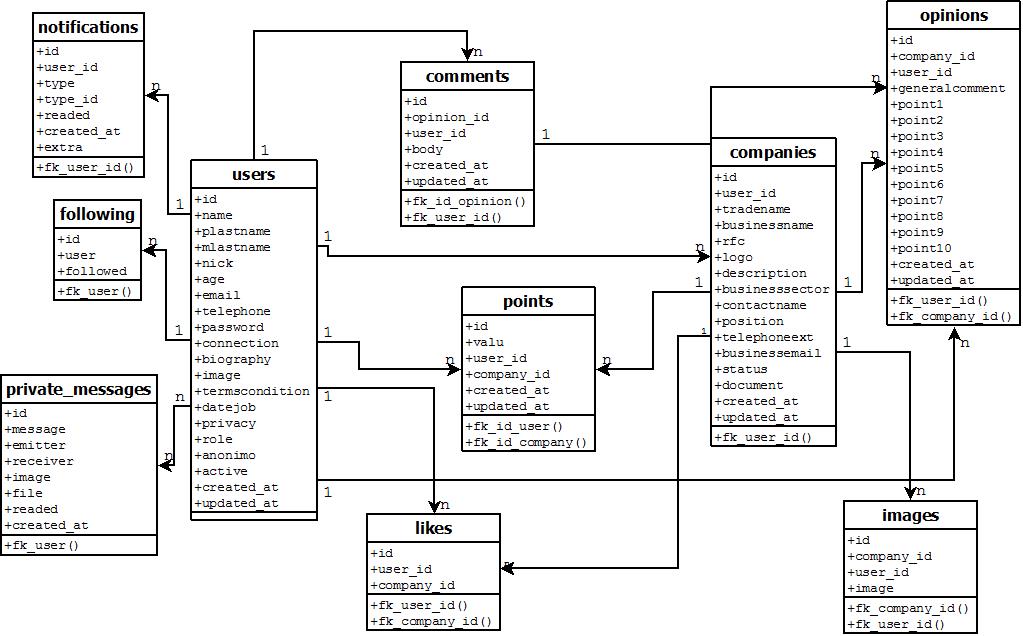 notifications
+id
+user_id
+type
+type_id
+readed
+created_at
+extra
+fk_user_id()
following
+id
+user
+followed
+fk_user()
private_messages
+id
+message
+emitter
+receiver
+image
+file
+readed
+created_at
+fk_user()
users
+id
+name
+plastname
+mlastname
+nick
+age
+email
+telephone
+password
+connection
+biography
+image
+termscondition
+datejob
+privacy
+role
+anonimo
+active
+created_at
+updated_at
comments
+id
+opinion_id
+user_id
+body
+created_at
+updated_at
+fk_id_opinion()
+fk_user_id()
points
+id
+valu
+user_id
+company_id
+created_at
+updated_at
+fk_id_user()
+fk_id_company()
likes
+id
+user_id
+company_id
+fk_user_id()
+fk_company_id()
companies
+id
+user_id
+tradename
+businessname
+rfc
+logo
+description
+businesssector
+contactname
+position
+telephoneext
+businessemail
+status
+document
+created_at
+updated_at
+fk_user_id()
opinions
+id
+company_id
+user_id
+generalcomment
+point1
+point2
+point3
+point4
+point5
+point6
+point7
+point8
+point9
+point10
+created_at
+updated_at
+fk_user_id()
+fk_company_id()
images
+id
+company_id
+user_id
+image
+fk_company_id()
+fk_user_id()
n
1
n
1
n
n
1
n
1
n
1
n
1
n
1
n
1
n
1
n
1
n
1
n
1
n